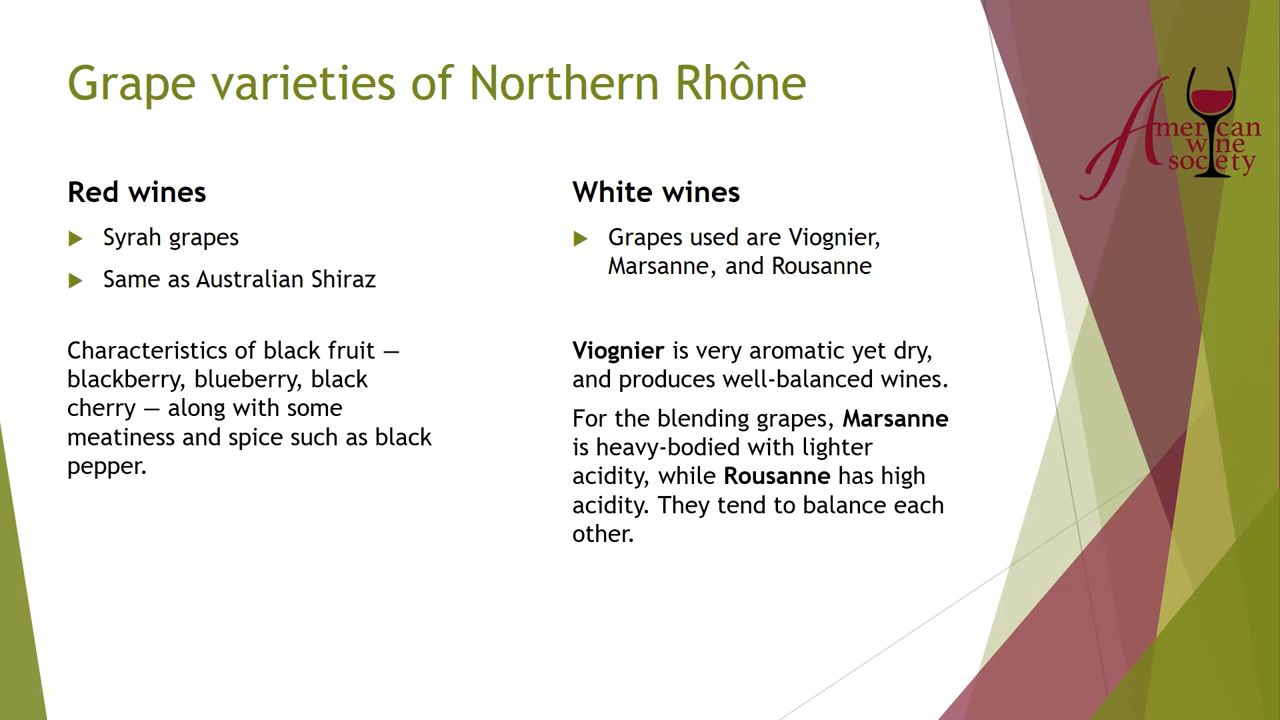 Grape varieties of Northern Rhône
American
wine
society
Red wines
Syrah grapes
Same as Australian Shiraz
Characteristics of black fruit —
blackberry, blueberry, black
cherry — along with some
meatiness and spice such as black
pepper.
White wines
Grapes used are Viognier,
Marsanne, and Rousanne
Viognier is very aromatic yet dry,
and produces well-balanced wines.
For the blending grapes, Marsanne
is heavy-bodied with lighter
acidity, while Rousanne has high
acidity. They tend to balance each
other.